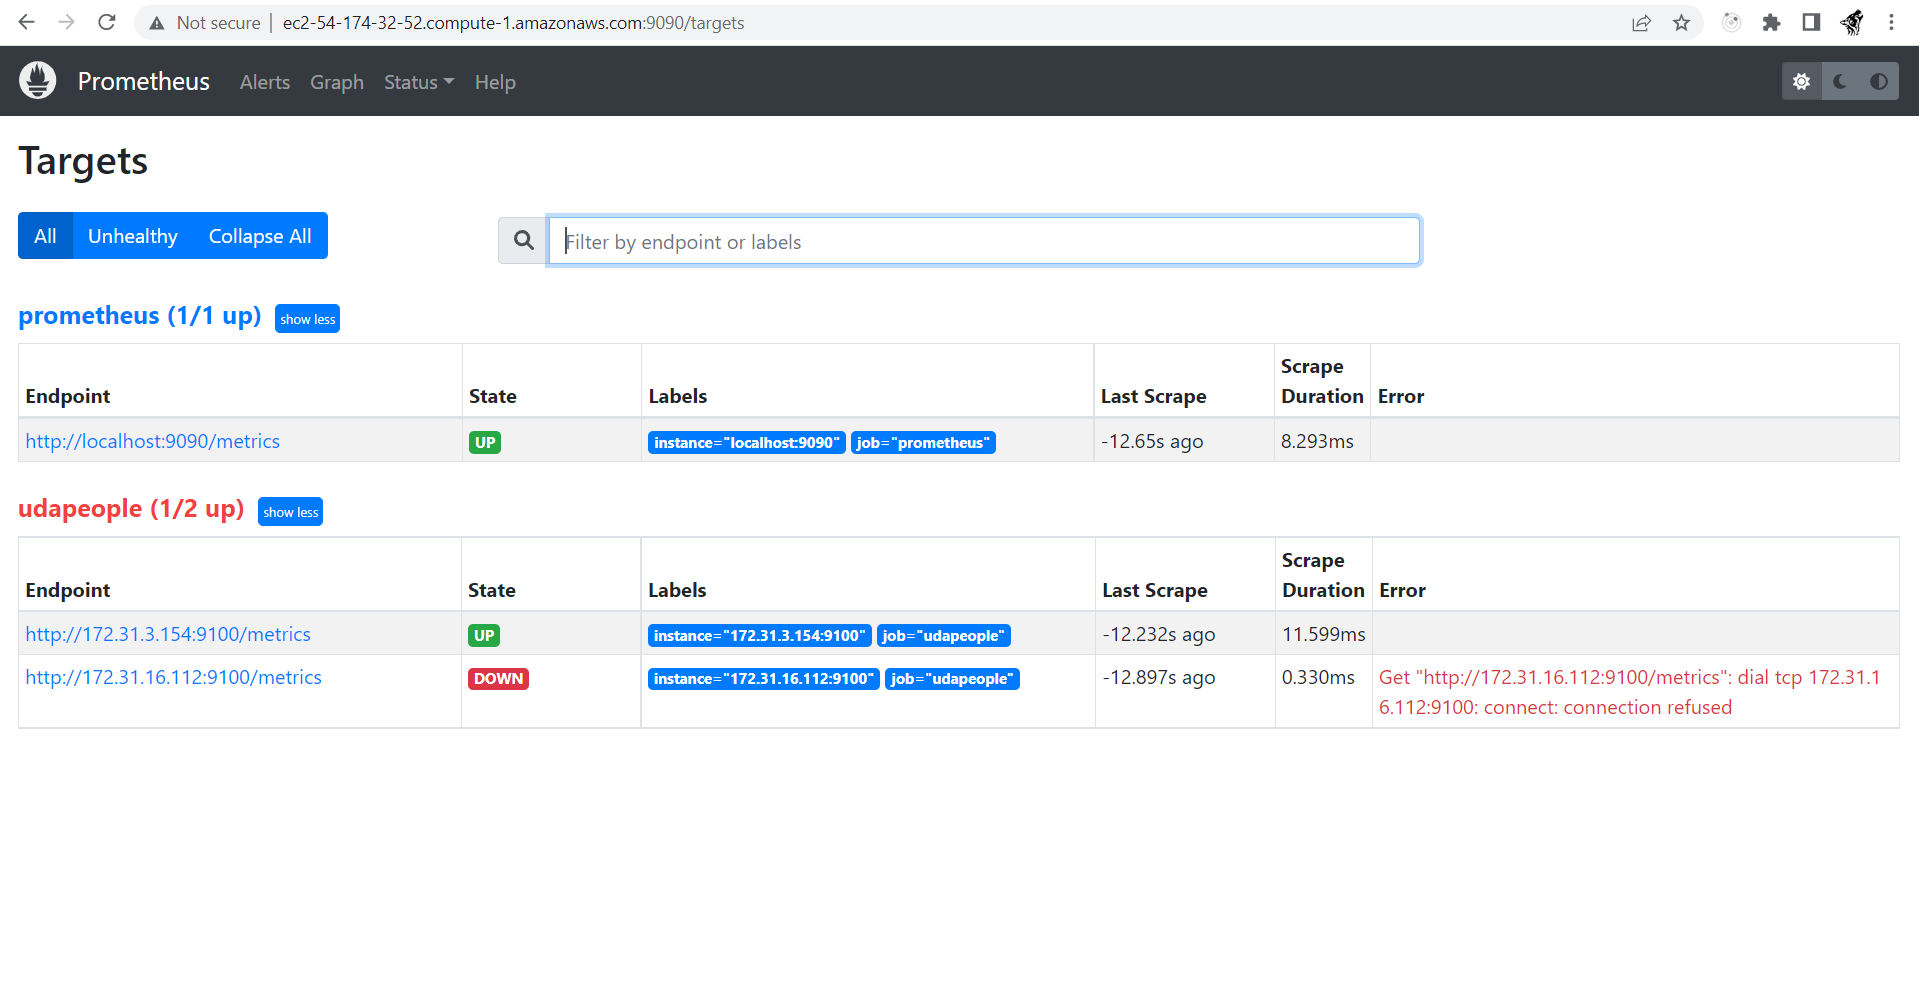 Not secure | ec2-54-174-32-52.compute-1.amazonaws.com:9090/targets
Prometheus Alerts Graph Status Help
Targets
All Unhealthy Collapse All
Filter by endpoint or labels
prometheus (1/1 up) show less
Endpoint State Labels Last Scrape Scrape Duration Error
http://localhost:9090/metrics UP instance="localhost:9090" job="prometheus" -12.65s ago 8.293ms
udapeople (1/2 up) show less
Endpoint State Labels Last Scrape Scrape Duration Error
http://172.31.3.154:9100/metrics UP instance="172.31.3.154:9100" job="udapeople" -12.232s ago 11.599ms
http://172.31.16.112:9100/metrics DOWN instance="172.31.16.112:9100" job="udapeople" -12.897s ago 0.330ms Get "http://172.31.16.112:9100/metrics": dial tcp 172.31.1
6.112:9100: connect: connection refused